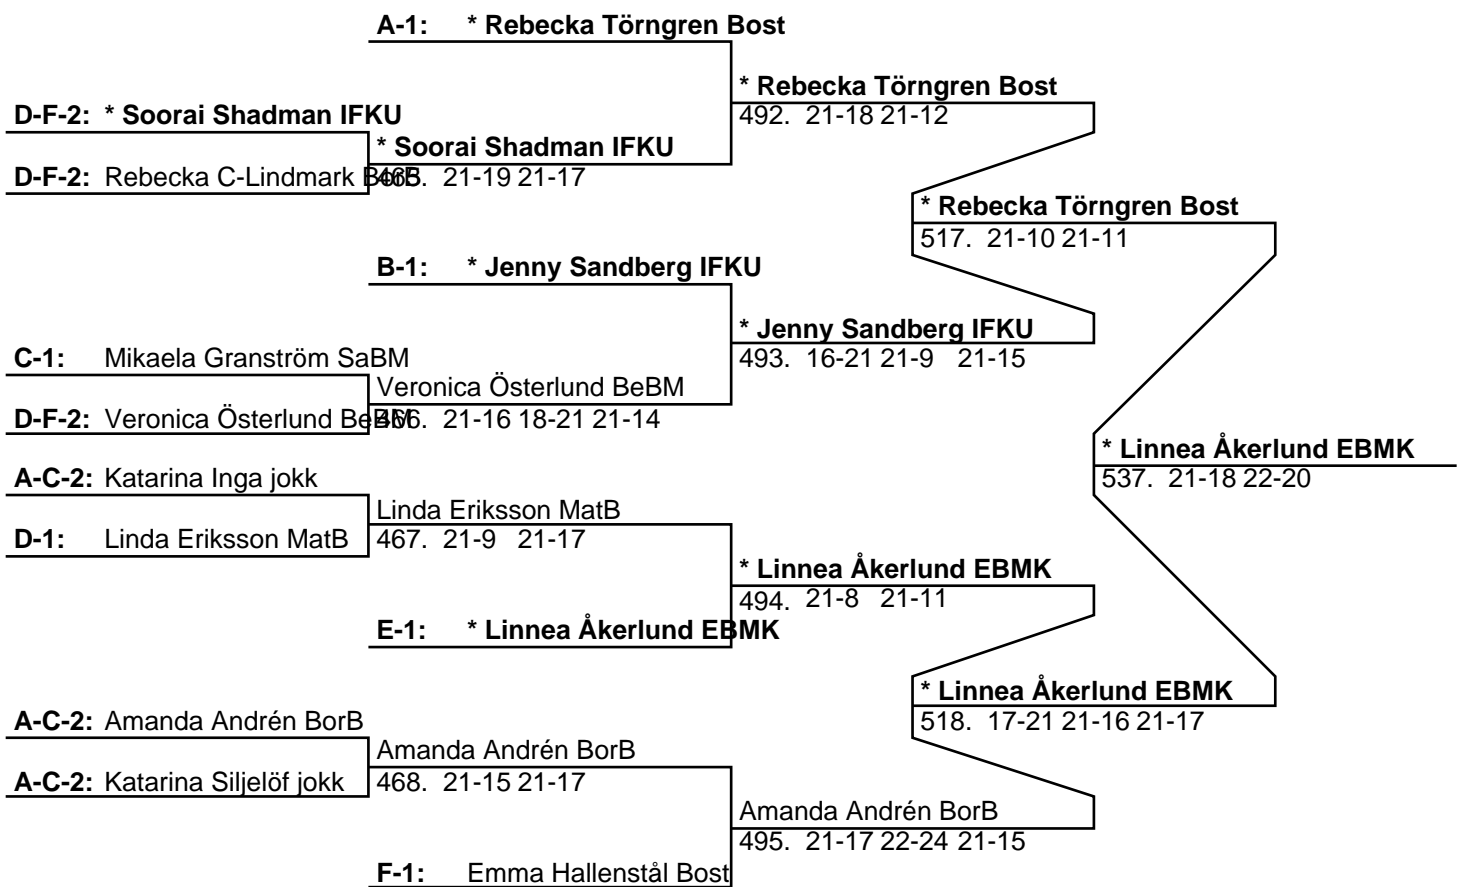 A-1: * Rebecka Törngren Bost
* Rebecka Törngren Bost
D-F-2: * Soorai Shadman IFKU
492. 21-18 21-12
* Soorai Shadman IFKU
D-F-2: Rebecka C-Lindmark BorB
465. 21-19 21-17
* Rebecka Törngren Bost
517. 21-10 21-11
B-1: * Jenny Sandberg IFKU
* Jenny Sandberg IFKU
C-1: Mikaela Granström SaBM
493. 16-21 21-9 21-15
Veronica Österlund BeBM
D-F-2: Veronica Österlund BeBM
466. 21-16 18-21 21-14
* Linnea Åkerlund EBMK
A-C-2: Katarina Inga jokk
537. 21-18 22-20
Linda Eriksson MatB
D-1: Linda Eriksson MatB
467. 21-9 21-17
* Linnea Åkerlund EBMK
494. 21-8 21-11
E-1: * Linnea Åkerlund EBMK
* Linnea Åkerlund EBMK
A-C-2: Amanda Andrén BorB
518. 17-21 21-16 21-17
Amanda Andrén BorB
A-C-2: Katarina Siljelöf jokk
468. 21-15 21-17
Amanda Andrén BorB
495. 21-17 22-24 21-15
F-1: Emma Hallenstål Bost